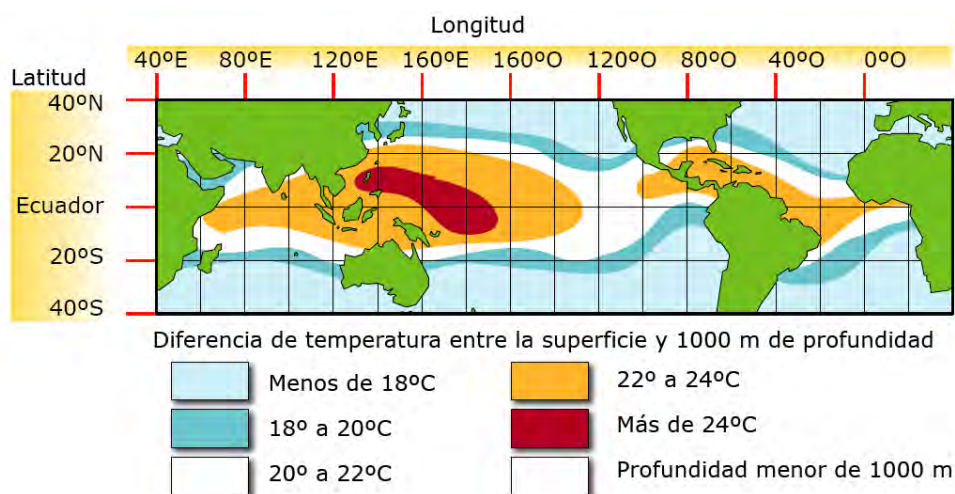 Longitud
40ºE 80ºE 120ºE 160ºE 160ºO 120ºO 80ºO 40ºO 0ºO
Latitud
40ºN
20ºN
Ecuador
20ºS
40ºS
Diferencia de temperatura entre la superficie y 1000 m de profundidad
Menos de 18ºC
22º a 24ºC
18º a 20ºC
Más de 24ºC
20º a 22ºC
Profundidad menor de 1000 m